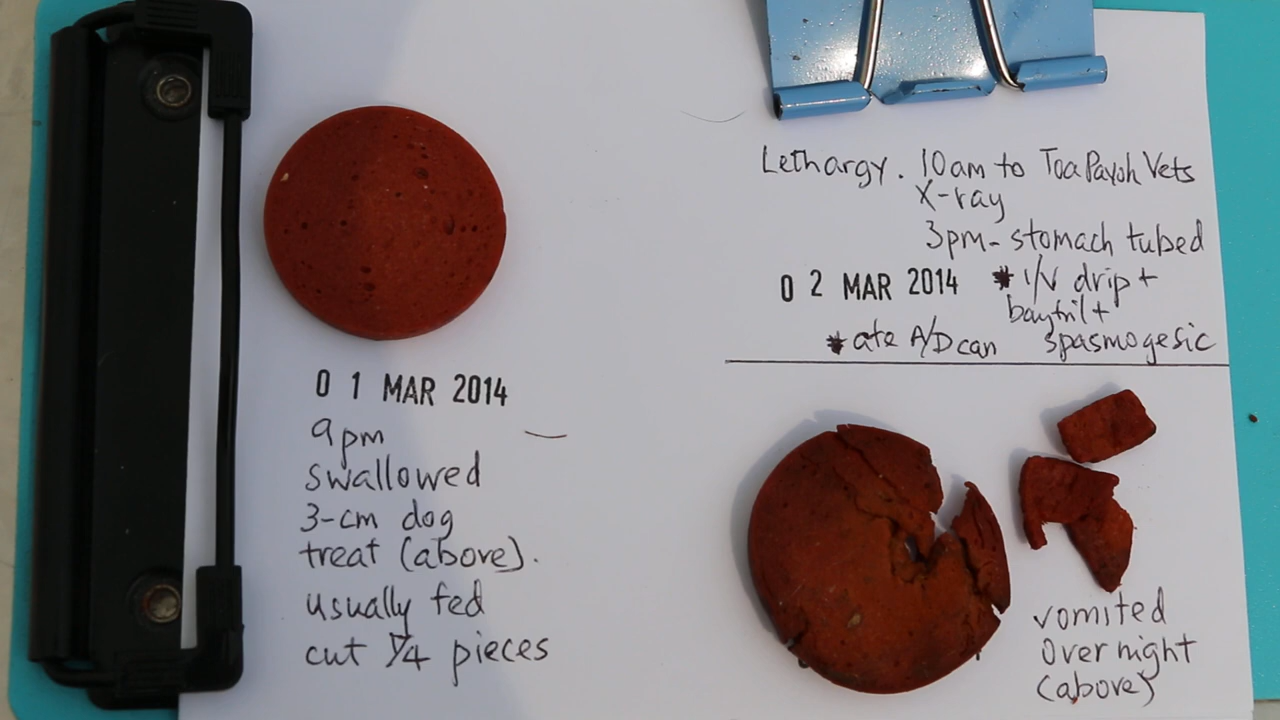 0 1 MAR 2014
9pm
swallowed
3-cm dog
treat (above).
usually fed
cut 1/4 pieces
Lethargy. 10am to Toa Payoh Vets
X-ray
3pm- stomach tubed
0 2 MAR 2014 * I/V drip +
baytril +
* ate A/D can spasmogesic
vomited
overnight
(above)